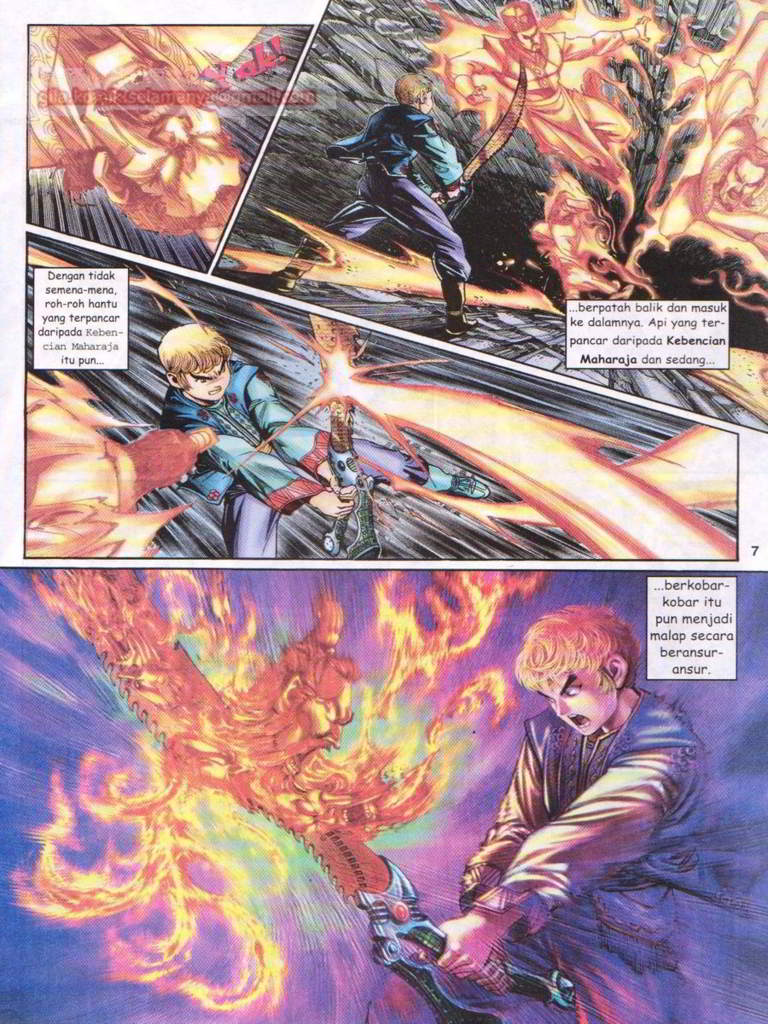 Dengan tidak
semena-mena,
roh-roh hantu
yang terpancar
daripada Keben-
cian Maharaja
itu pun...
...berpatah balik dan masuk
ke dalamnya. Api yang ter-
pancar daripada Kebencian
Maharaja dan sedang...
7
...berkobar-
kobar itu
pun menjadi
malap secara
beransur-
ansur.